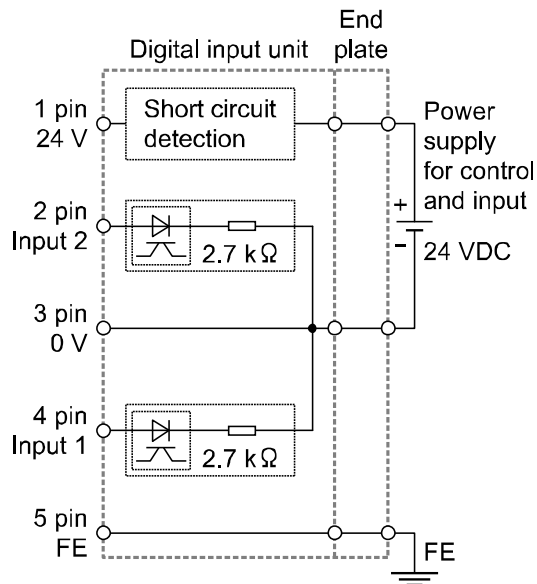 End
plate
Digital input unit
1 pin
24 V
Short circuit
detection
Power
supply
for control
and input
+
−
24 VDC
2 pin
Input 2
2.7 kΩ
3 pin
0 V
4 pin
Input 1
2.7 kΩ
5 pin
FE
FE